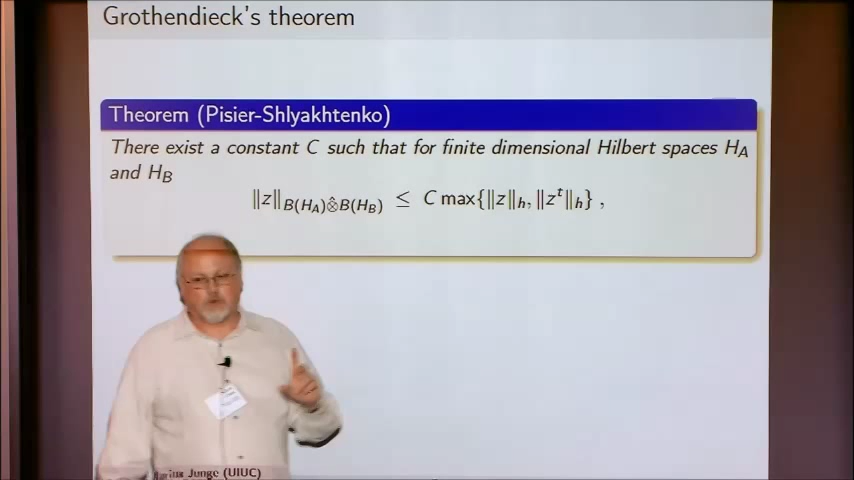 Grothendieck's theorem
Theorem (Pisier-Shlyakhtenko)
There exist a constant C such that for finite dimensional Hilbert spaces H_A
and H_B
‖z‖_{B(H_A)⊗̂B(H_B)} ≤ C max{‖z‖_h, ‖z^t‖_h} ,
Junge (UIUC)